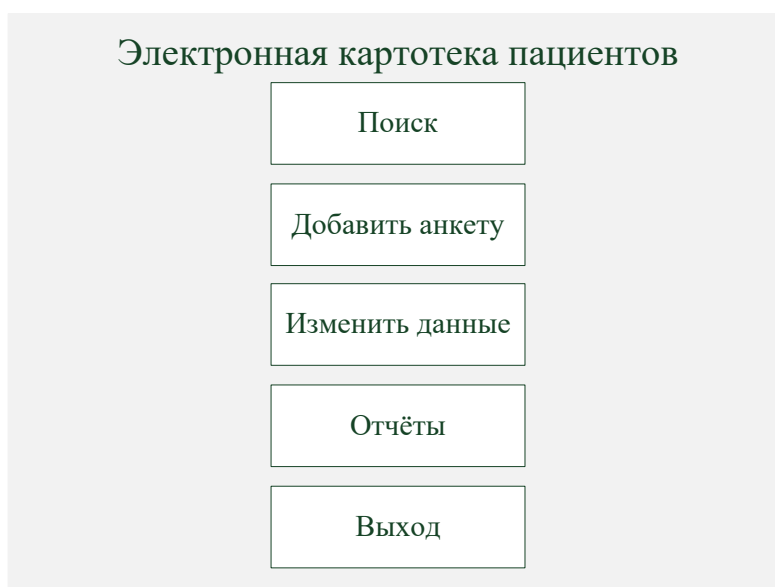 Электронная картотека пациентов
Поиск
Добавить анкету
Изменить данные
Отчёты
Выход